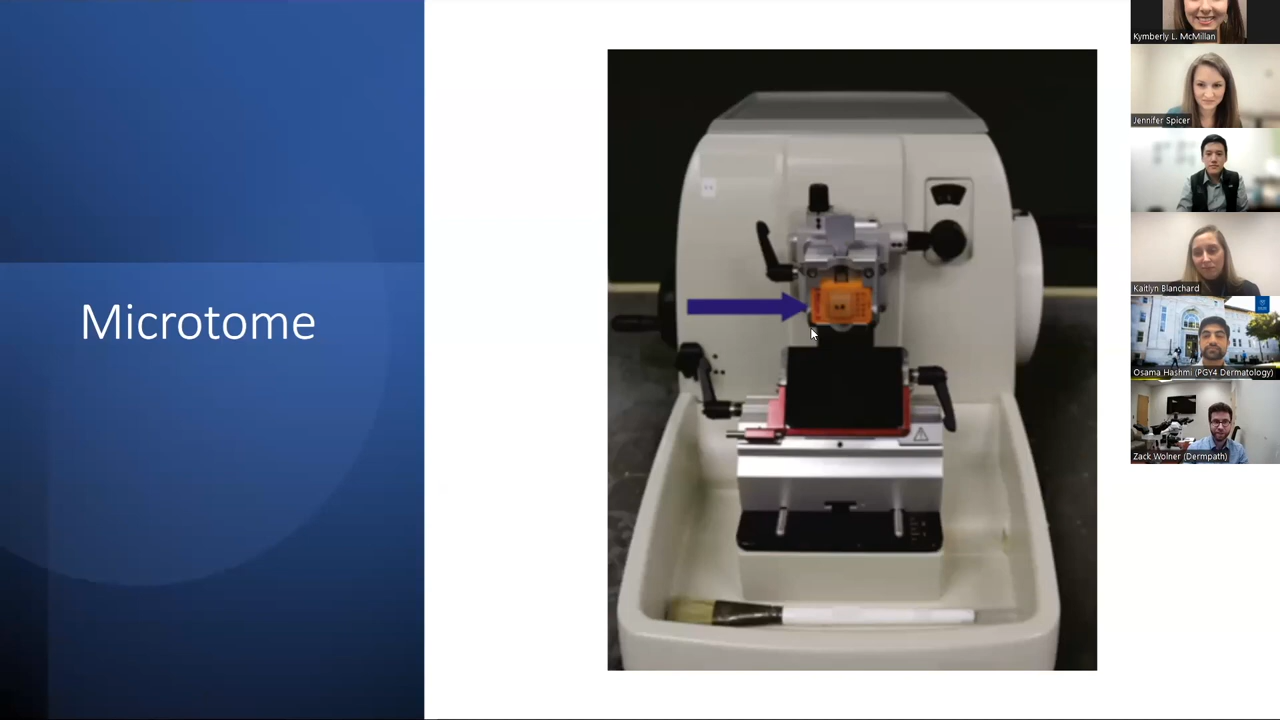 Microtome
Kymberly L. McMillan
Jennifer Spicer
Kaitlyn Blanchard
Osama Hashmi (PGY4 Dermatology)
Zack Wolner (Dermpath)